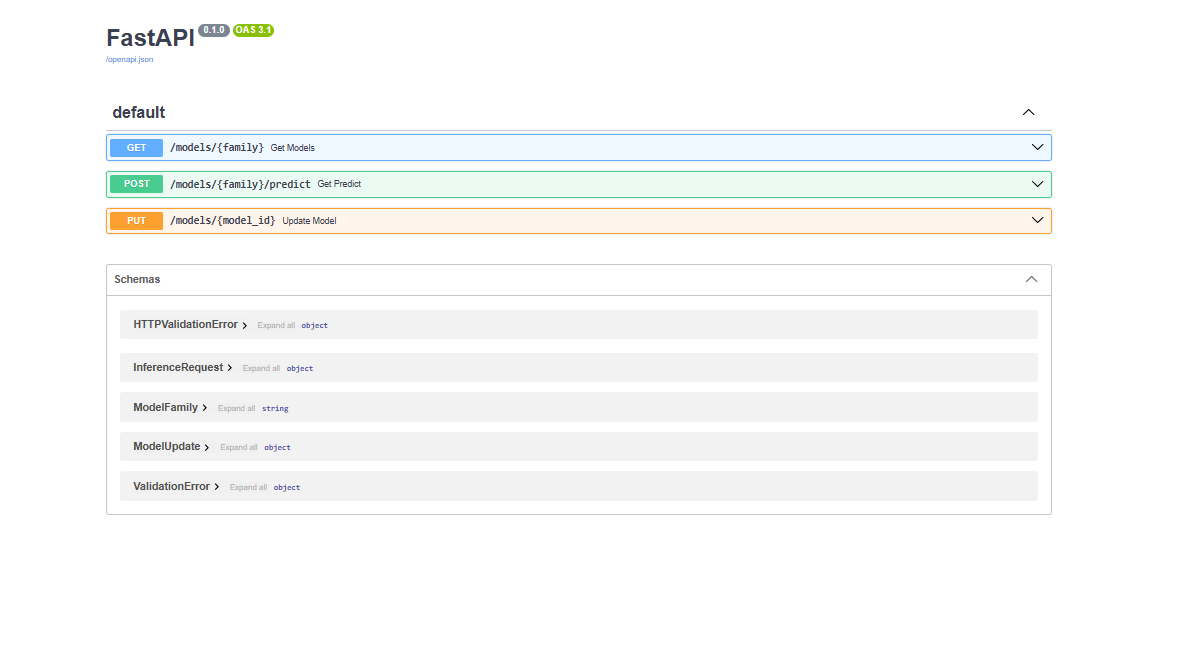 FastAPI 0.1.0 OAS 3.1
/openapi.json
default
GET /models/{family} Get Models
POST /models/{family}/predict Get Predict
PUT /models/{model_id} Update Model
Schemas
HTTPValidationError Expand all object
InferenceRequest Expand all object
ModelFamily Expand all string
ModelUpdate Expand all object
ValidationError Expand all object